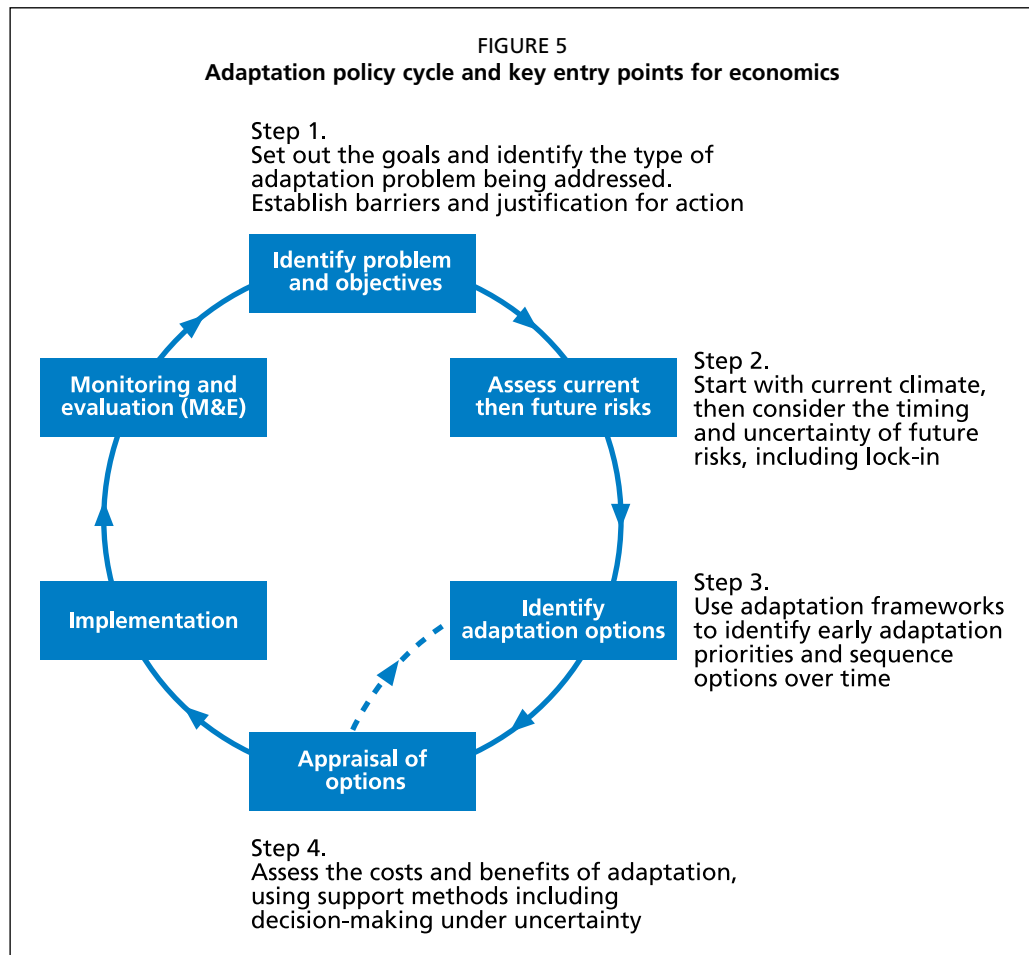 FIGURE 5
Adaptation policy cycle and key entry points for economics
Step 1.
Set out the goals and identify the type of
adaptation problem being addressed.
Establish barriers and justification for action
Identify problem
and objectives
Monitoring and
evaluation (M&E)
Assess current
then future risks
Step 2.
Start with current climate,
then consider the timing
and uncertainty of future
risks, including lock-in
Implementation
Identify
adaptation options
Step 3.
Use adaptation frameworks
to identify early adaptation
priorities and sequence
options over time
Appraisal of
options
Step 4.
Assess the costs and benefits of adaptation,
using support methods including
decision-making under uncertainty